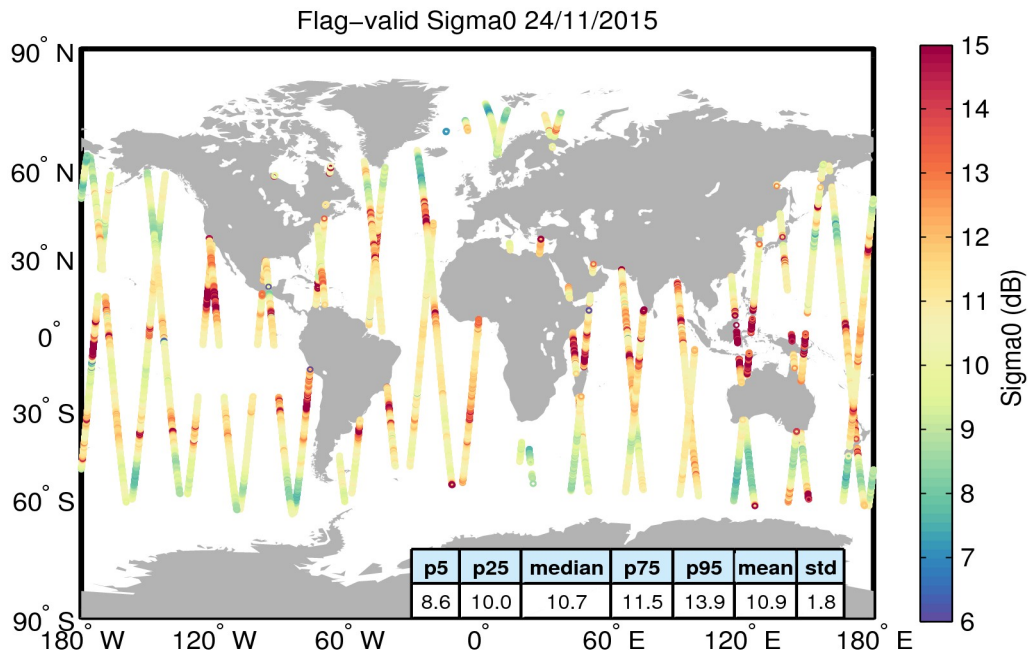 Flag−valid Sigma0 24/11/2015
90° N
60° N
30° N
0°
30° S
60° S
90° S
180° W
120° W
60° W
0°
60° E
120° E
180° E
p5 p25 median p75 p95 mean std
8.6 10.0 10.7 11.5 13.9 10.9 1.8
15
14
13
12
11
10
9
8
7
6
Sigma0 (dB)